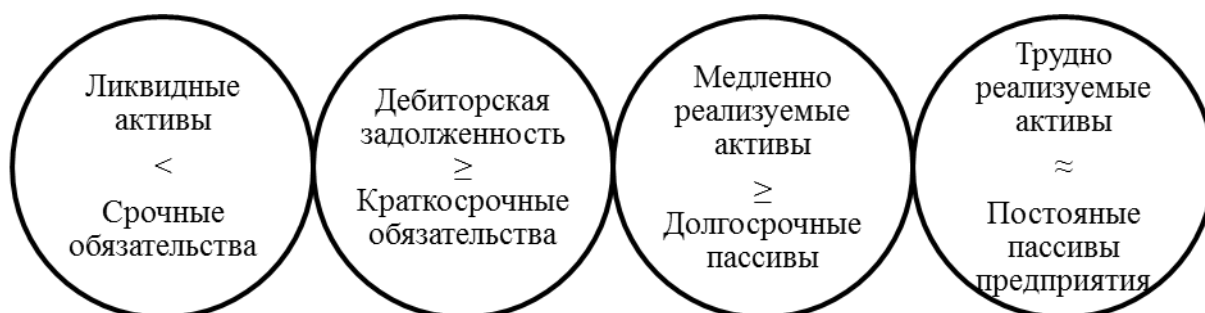 Ликвидные
активы
<
Срочные
обязательства
Дебиторская
задолженность
≥
Краткосрочные
обязательства
Медленно
реализуемые
активы
≥
Долгосрочные
пассивы
Трудно
реализуемые
активы
≈
Постояные
пассивы
предприятия